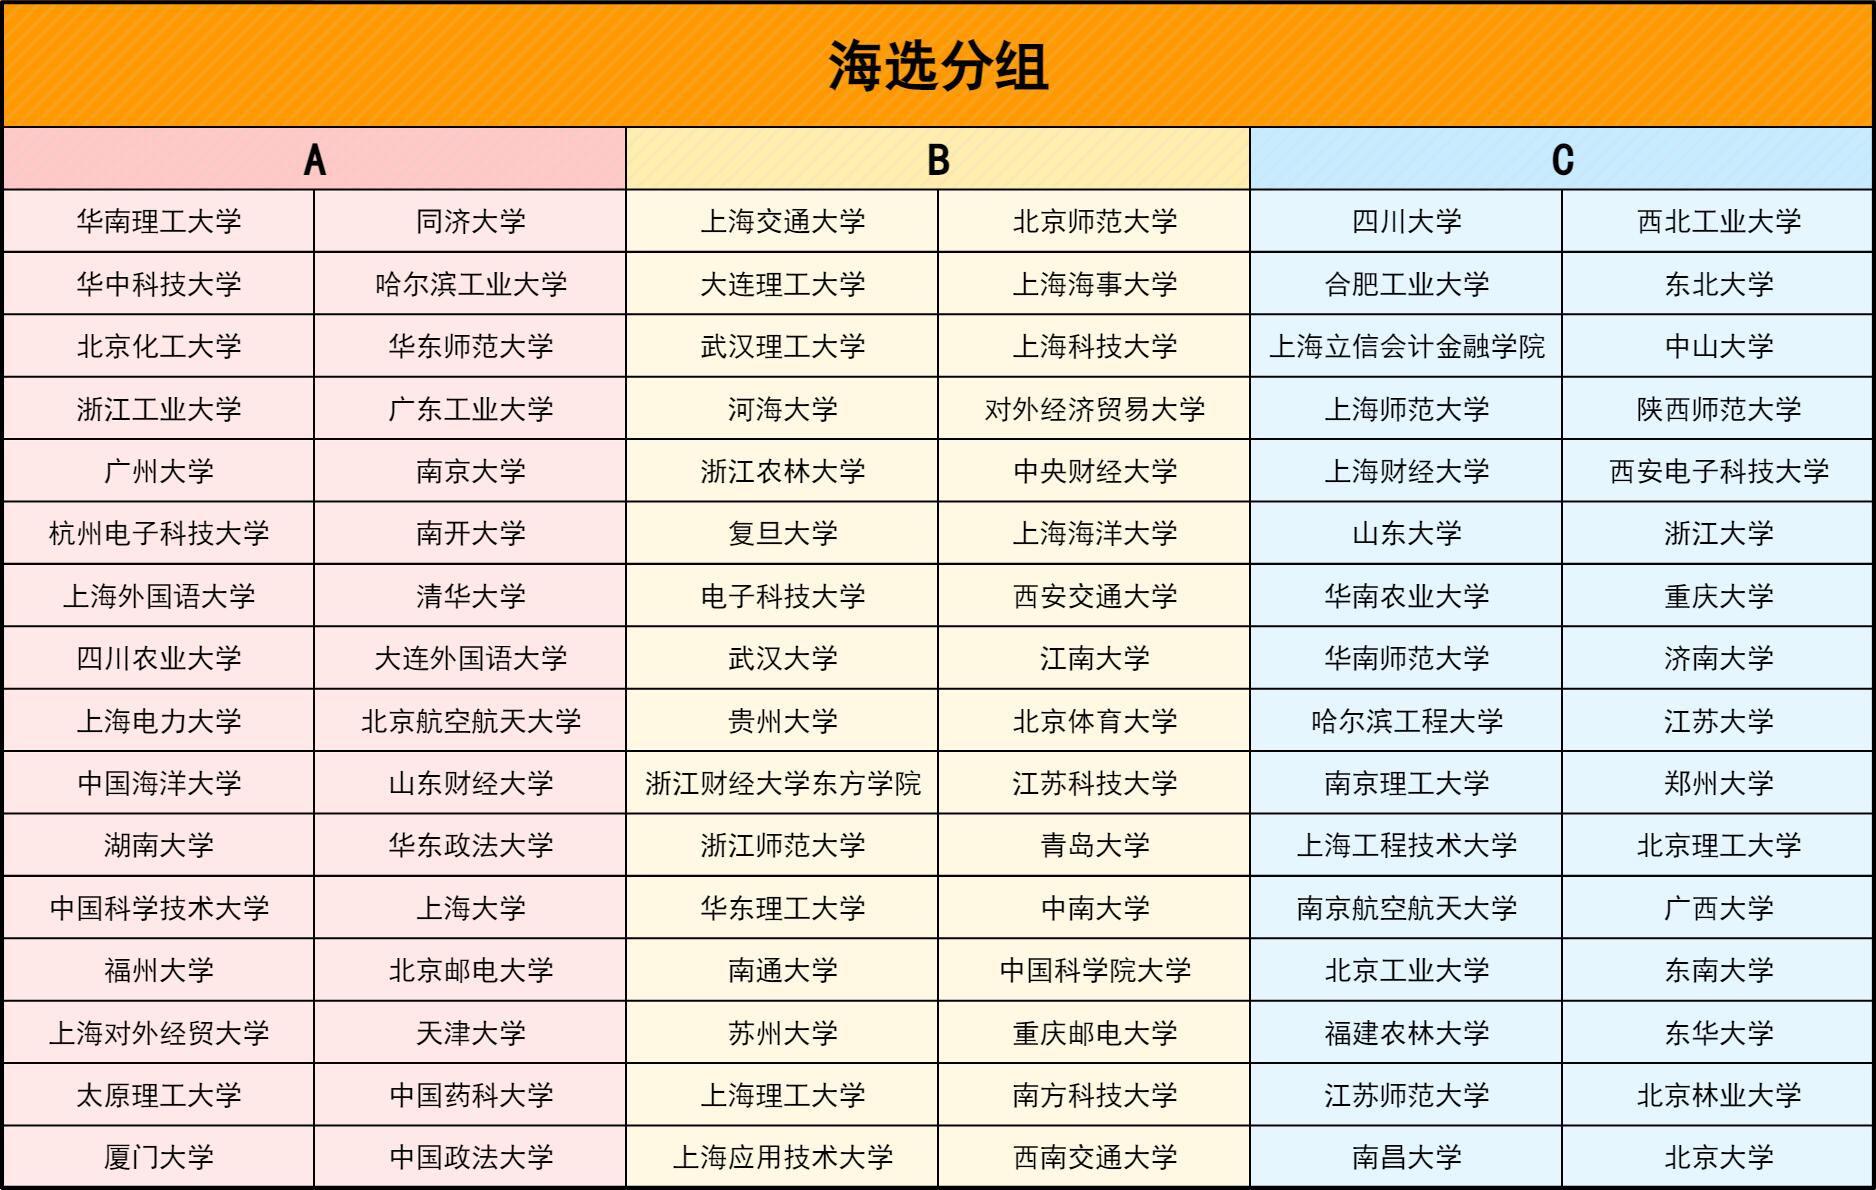 海选分组
A B C
华南理工大学 同济大学 上海交通大学 北京师范大学 四川大学 西北工业大学
华中科技大学 哈尔滨工业大学 大连理工大学 上海海事大学 合肥工业大学 东北大学
北京化工大学 华东师范大学 武汉理工大学 上海科技大学 上海立信会计金融学院 中山大学
浙江工业大学 广东工业大学 河海大学 对外经济贸易大学 上海师范大学 陕西师范大学
广州大学 南京大学 浙江农林大学 中央财经大学 上海财经大学 西安电子科技大学
杭州电子科技大学 南开大学 复旦大学 上海海洋大学 山东大学 浙江大学
上海外国语大学 清华大学 电子科技大学 西安交通大学 华南农业大学 重庆大学
四川农业大学 大连外国语大学 武汉大学 江南大学 华南师范大学 济南大学
上海电力大学 北京航空航天大学 贵州大学 北京体育大学 哈尔滨工程大学 江苏大学
中国海洋大学 山东财经大学 浙江财经大学东方学院 江苏科技大学 南京理工大学 郑州大学
湖南大学 华东政法大学 浙江师范大学 青岛大学 上海工程技术大学 北京理工大学
中国科学技术大学 上海大学 华东理工大学 中南大学 南京航空航天大学 广西大学
福州大学 北京邮电大学 南通大学 中国科学院大学 北京工业大学 东南大学
上海对外经贸大学 天津大学 苏州大学 重庆邮电大学 福建农林大学 东华大学
太原理工大学 中国药科大学 上海理工大学 南方科技大学 江苏师范大学 北京林业大学
厦门大学 中国政法大学 上海应用技术大学 西南交通大学 南昌大学 北京大学